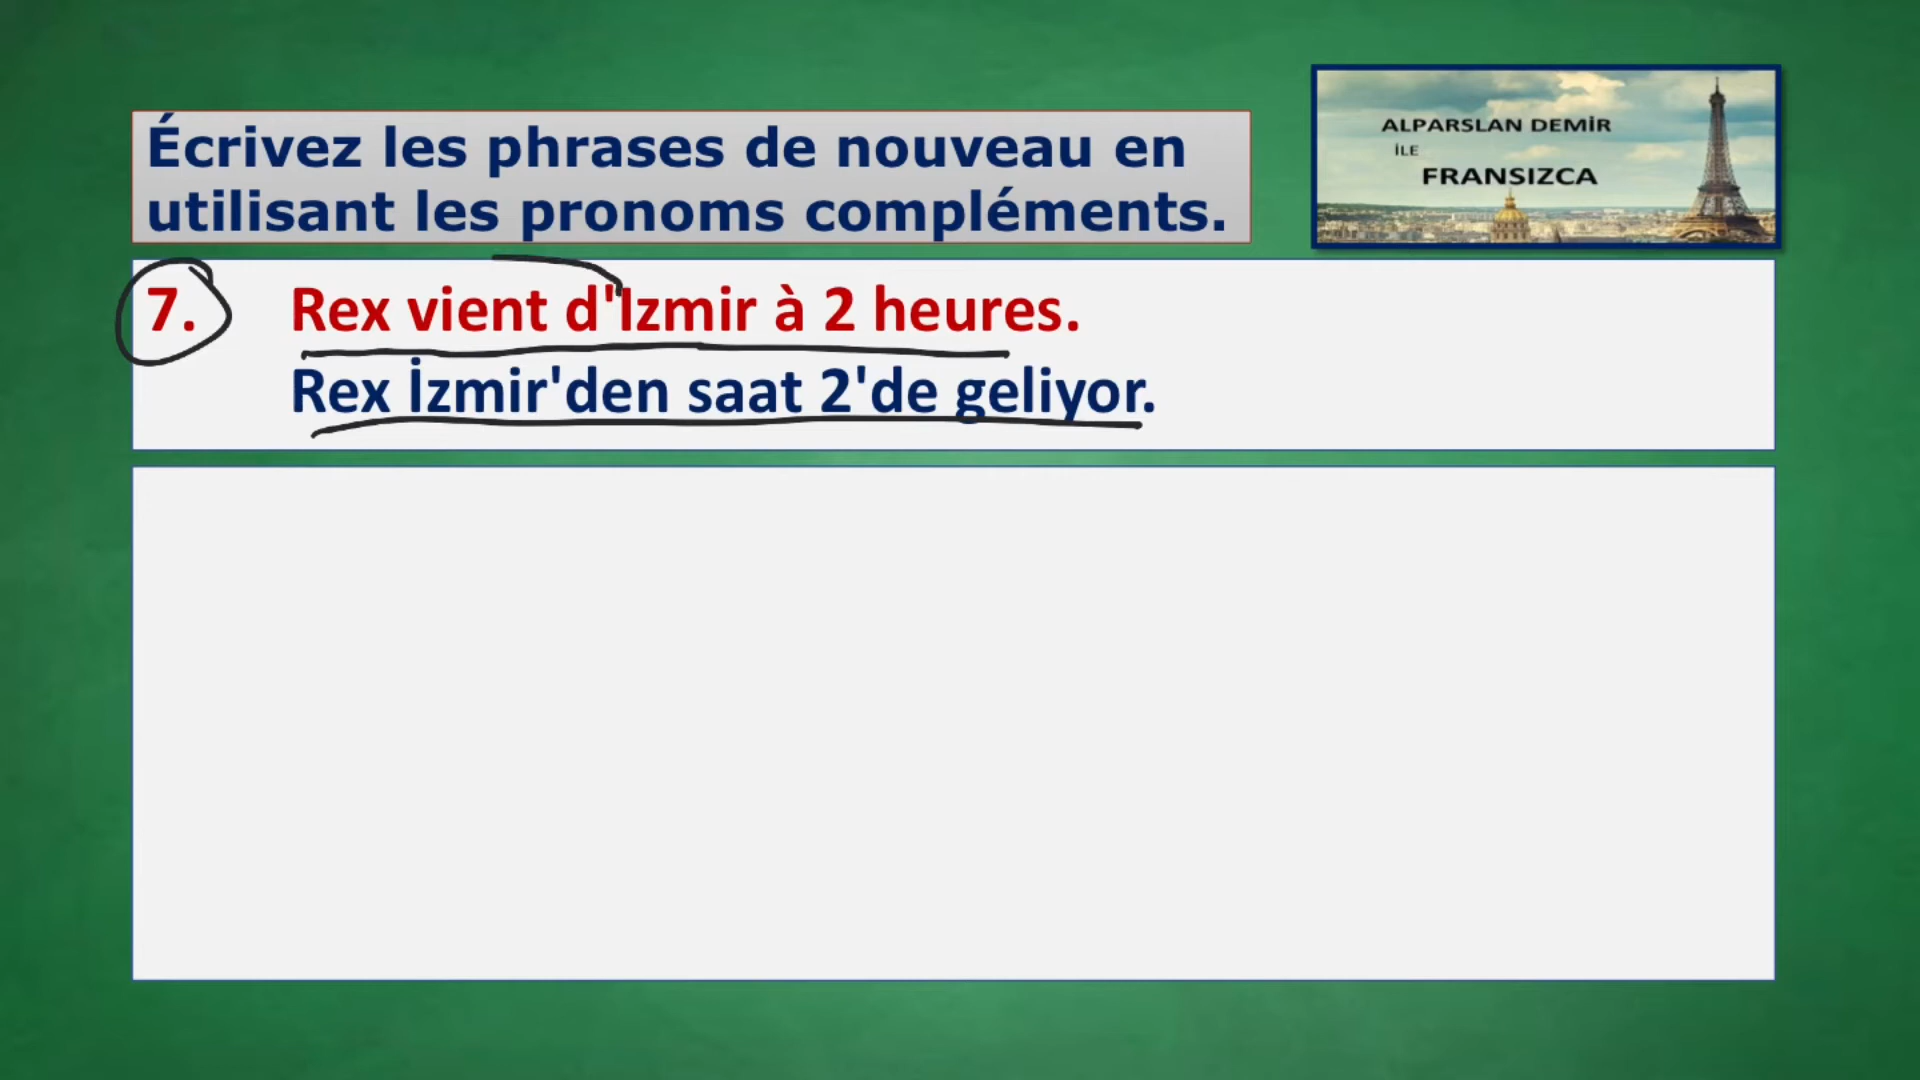 Écrivez les phrases de nouveau en
utilisant les pronoms compléments.
ALPARSLAN DEMİR
İLE
FRANSIZCA
7. Rex vient d'Izmir à 2 heures.
Rex İzmir'den saat 2'de geliyor.